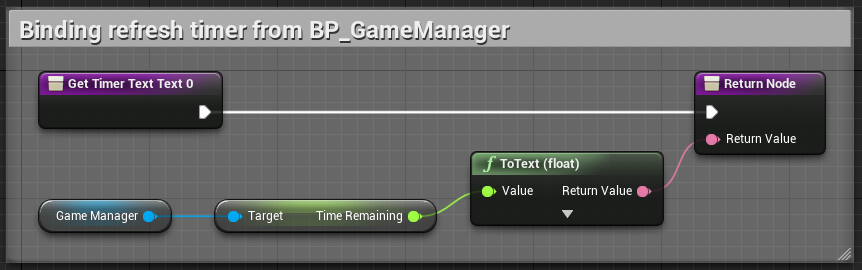 Binding refresh timer from BP_GameManager
Get Timer Text Text 0
Return Node
Return Value
ToText (float)
Value Return Value
Game Manager
Target Time Remaining